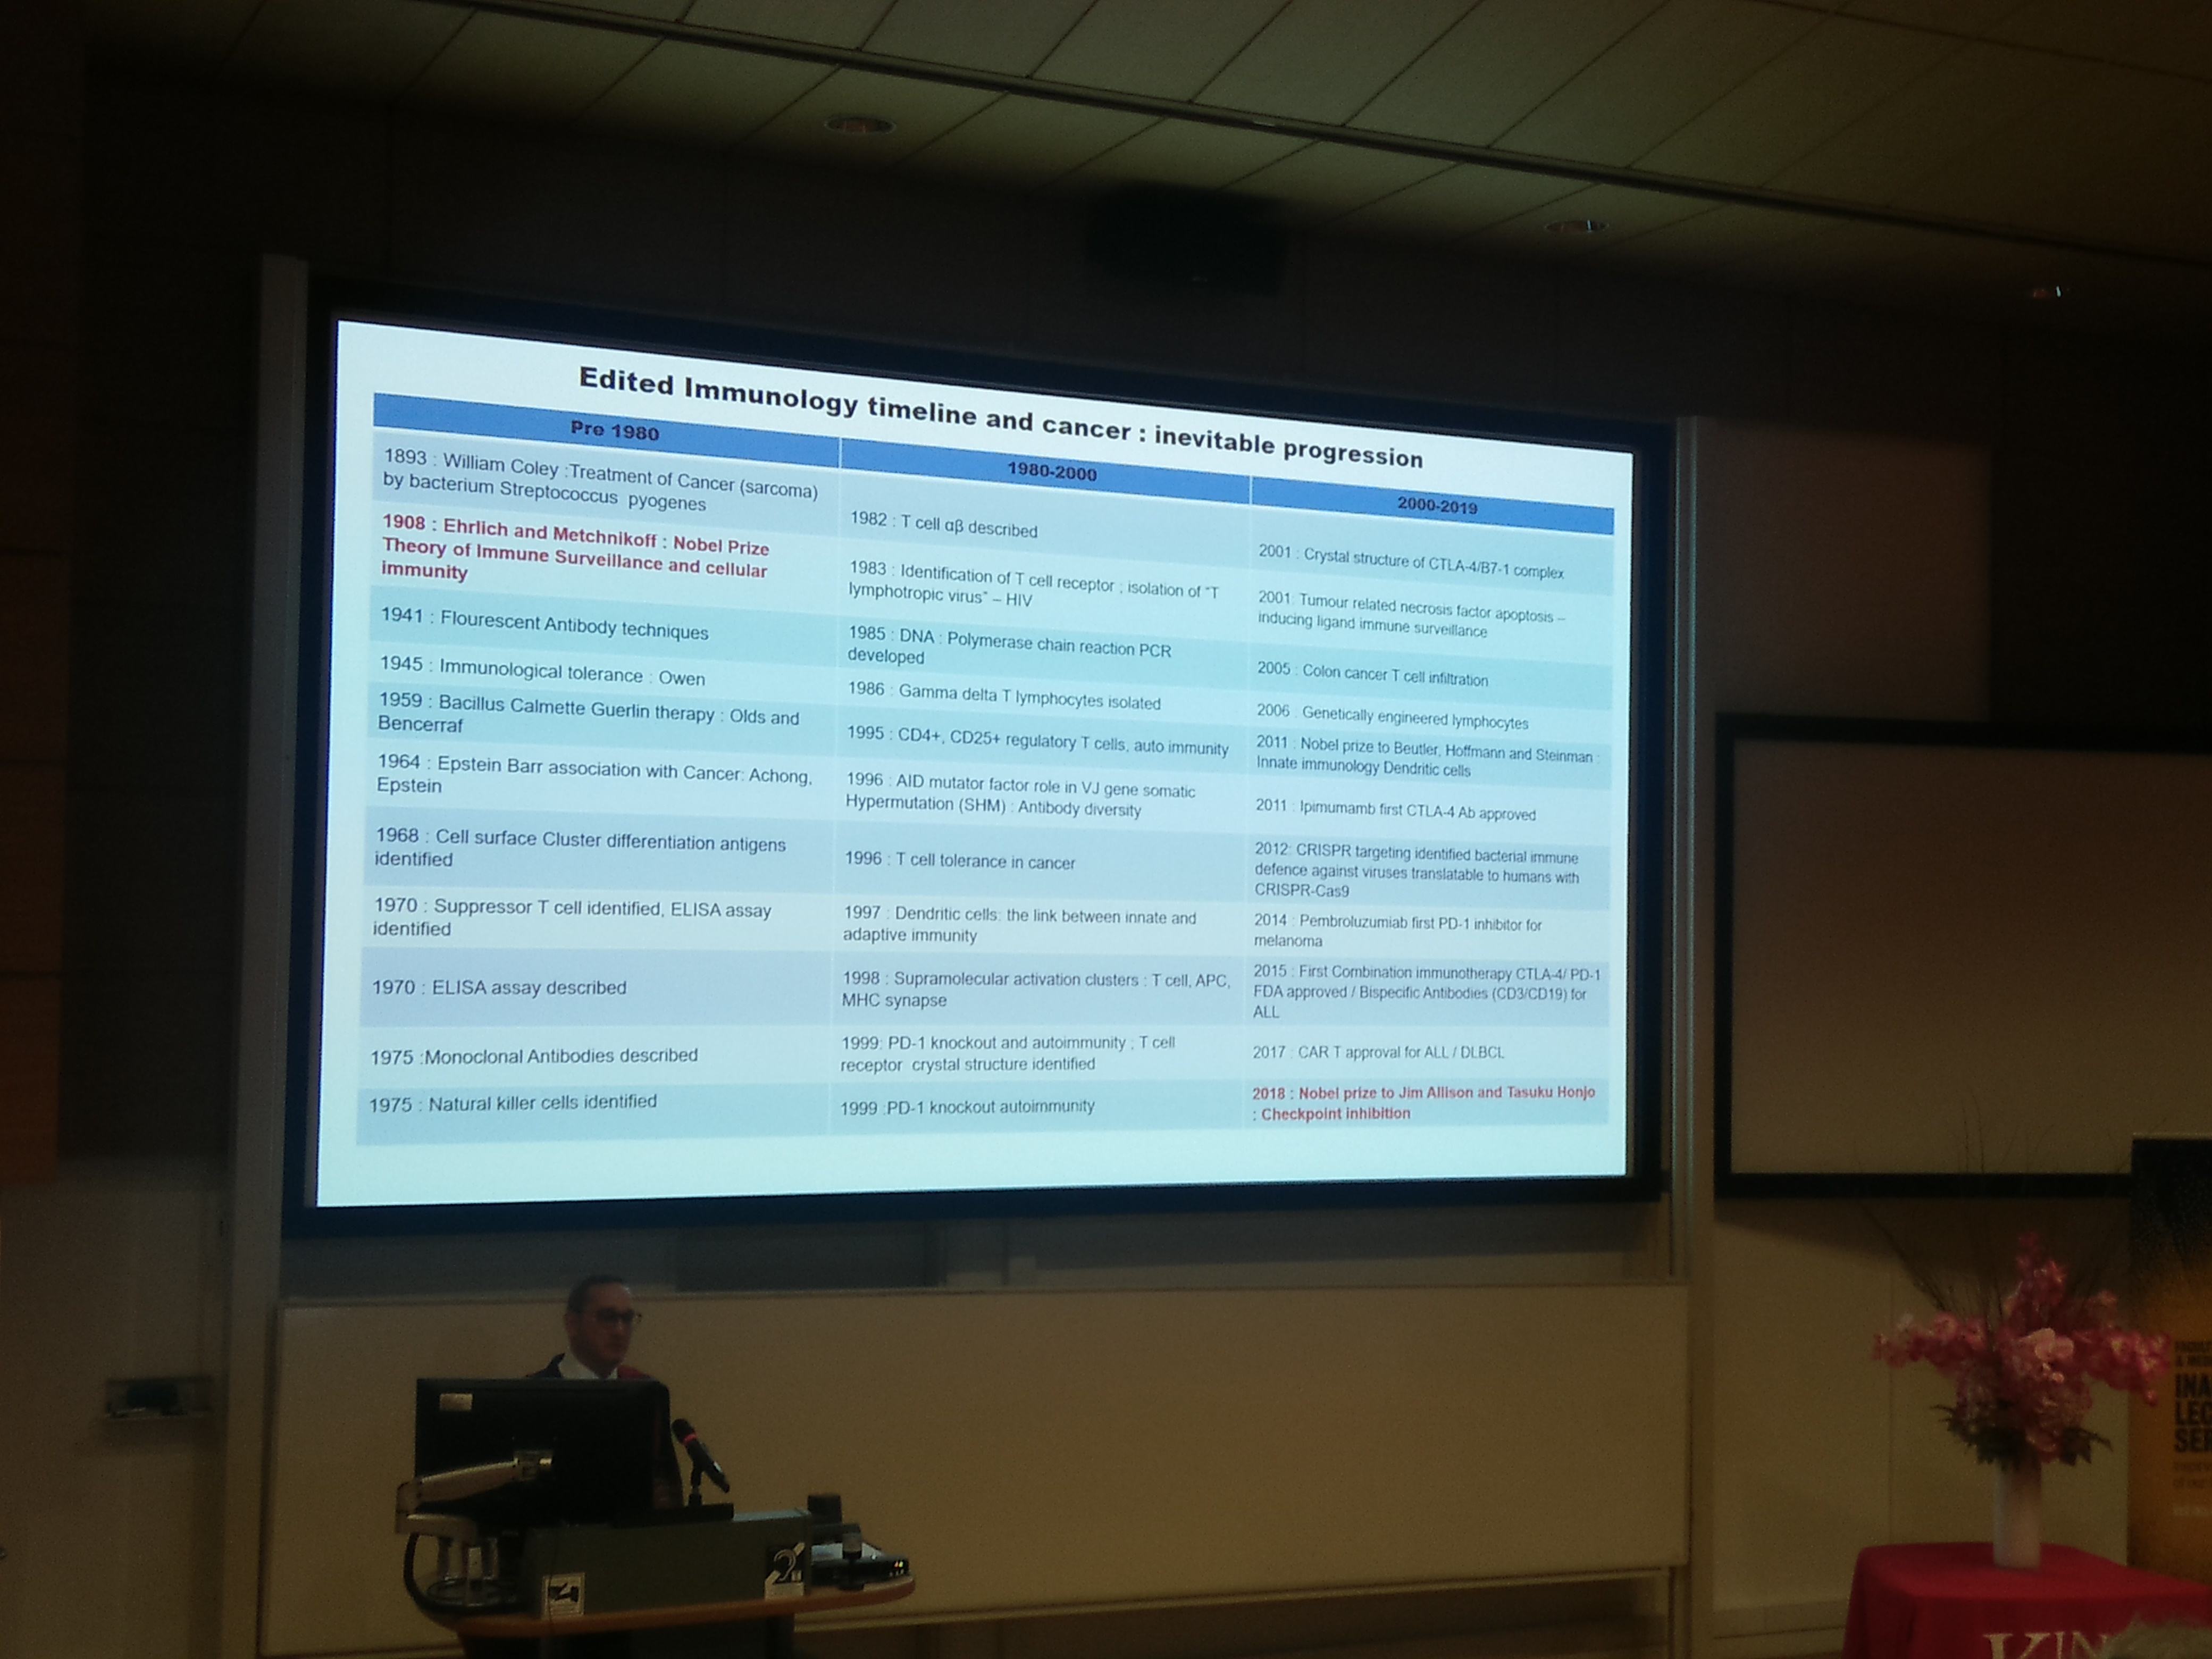 Edited Immunology timeline and cancer : inevitable progression
Pre 1980
1893 : William Coley :Treatment of Cancer (sarcoma)
by bacterium Streptococcus pyogenes
1908 : Ehrlich and Metchnikoff : Nobel Prize
Theory of Immune Surveillance and cellular
immunity
1941 : Flourescent Antibody techniques
1945 : Immunological tolerance : Owen
1959 : Bacillus Calmette Guerlin therapy : Olds and
Bencerraf
1964 : Epstein Barr association with Cancer: Achong,
Epstein
1968 : Cell surface Cluster differentiation antigens
identified
1970 : Suppressor T cell identified, ELISA assay
identified
1970 : ELISA assay described
1975 :Monoclonal Antibodies described
1975 : Natural killer cells identified
1980-2000
1982 : T cell αβ described
1983 : Identification of T cell receptor ; isolation of "T
lymphotropic virus" – HIV
1985 : DNA : Polymerase chain reaction PCR
developed
1986 : Gamma delta T lymphocytes isolated
1995 : CD4+, CD25+ regulatory T cells, auto immunity
1996 : AID mutator factor role in VJ gene somatic
Hypermutation (SHM) : Antibody diversity
1996 : T cell tolerance in cancer
1997 : Dendritic cells: the link between innate and
adaptive immunity
1998 : Supramolecular activation clusters : T cell, APC,
MHC synapse
1999: PD-1 knockout and autoimmunity ; T cell
receptor crystal structure identified
1999 :PD-1 knockout autoimmunity
2000-2019
2001 : Crystal structure of CTLA-4/B7-1 complex
2001: Tumour related necrosis factor apoptosis –
inducing ligand immune surveillance
2005 : Colon cancer T cell infiltration
2006 : Genetically engineered lymphocytes
2011 : Nobel prize to Beutler, Hoffmann and Steinman :
Innate immunology Dendritic cells
2011 : Ipimumamb first CTLA-4 Ab approved
2012: CRISPR targeting identified bacterial immune
defence against viruses translatable to humans with
CRISPR-Cas9
2014 : Pembroluzumiab first PD-1 inhibitor for
melanoma
2015 : First Combination immunotherapy CTLA-4/ PD-1
FDA approved / Bispecific Antibodies (CD3/CD19) for
ALL
2017 : CAR T approval for ALL / DLBCL
2018 : Nobel prize to Jim Allison and Tasuku Honjo
: Checkpoint inhibition
INA
LEC
SER
KIN